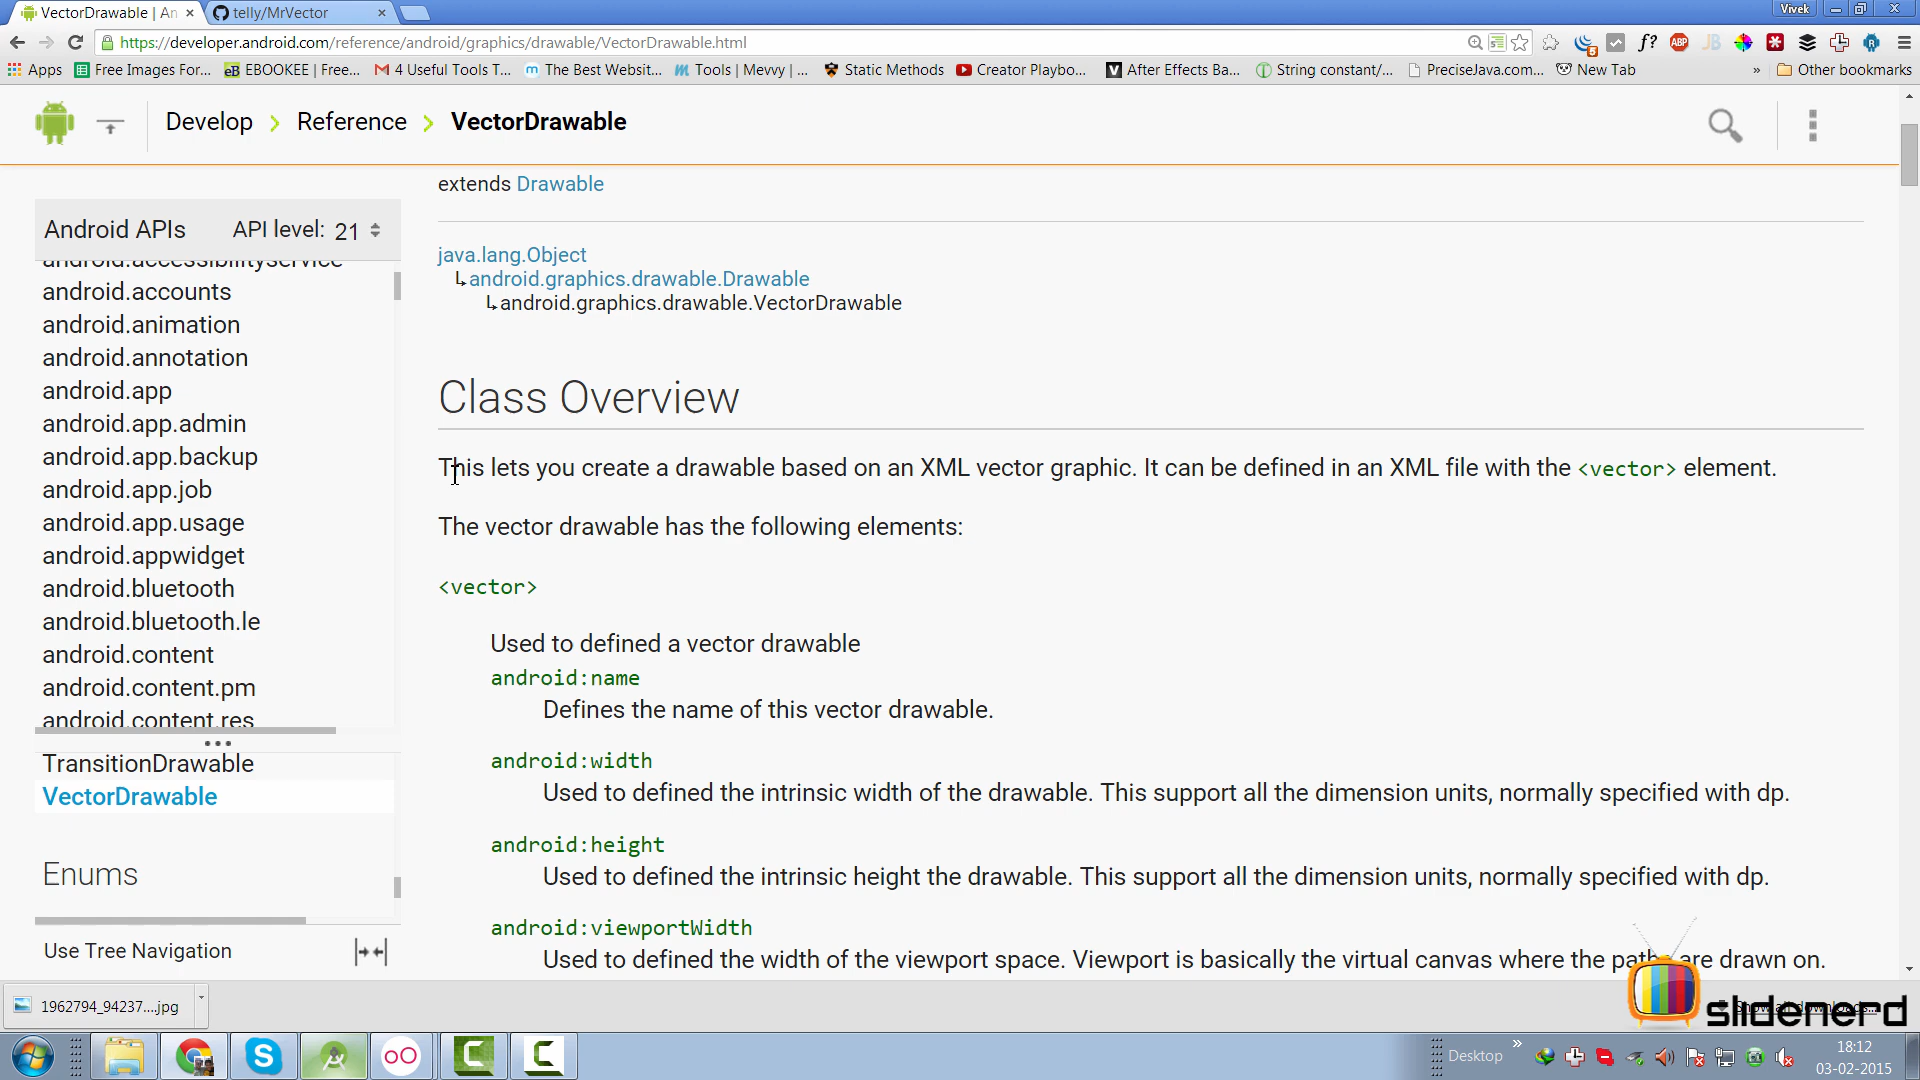 VectorDrawable | An
telly/MrVector
Vivek
https://developer.android.com/reference/android/graphics/drawable/VectorDrawable.html
Apps
Free Images For...
EBOOKEE | Free...
4 Useful Tools T...
The Best Websit...
Tools | Mevvy | ...
Static Methods
Creator Playbo...
After Effects Ba...
String constant/...
PreciseJava.com...
New Tab
»
Other bookmarks
Develop > Reference > VectorDrawable
extends Drawable
Android APIs API level: 21
java.lang.Object
↳android.graphics.drawable.Drawable
↳android.graphics.drawable.VectorDrawable
android.accessibilityservice
android.accounts
android.animation
android.annotation
android.app
android.app.admin
android.app.backup
android.app.job
android.app.usage
android.appwidget
android.bluetooth
android.bluetooth.le
android.content
android.content.pm
android.content.res
TransitionDrawable
VectorDrawable
Enums
Use Tree Navigation
Class Overview
This lets you create a drawable based on an XML vector graphic. It can be defined in an XML file with the <vector> element.
The vector drawable has the following elements:
<vector>
Used to defined a vector drawable
android:name
Defines the name of this vector drawable.
android:width
Used to defined the intrinsic width of the drawable. This support all the dimension units, normally specified with dp.
android:height
Used to defined the intrinsic height the drawable. This support all the dimension units, normally specified with dp.
android:viewportWidth
Used to defined the width of the viewport space. Viewport is basically the virtual canvas where the paths are drawn on.
1962794_94237....jpg
Show all downloads...
slidenerd
Desktop
»
18:12
03-02-2015